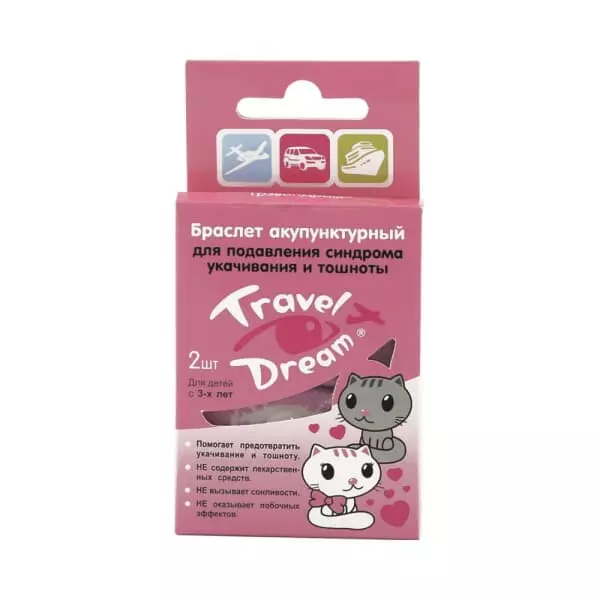 Браслет акупунктурный
для подавления синдрома
укачивания и тошноты
Travel
Dream®
2шт
Для детей
с 3-х лет
• Помогает предотвратить
укачивание и тошноту.
• НЕ содержит лекарствен-
ных средств.
• НЕ вызывает сонливости.
• НЕ оказывает побочных
эффектов.